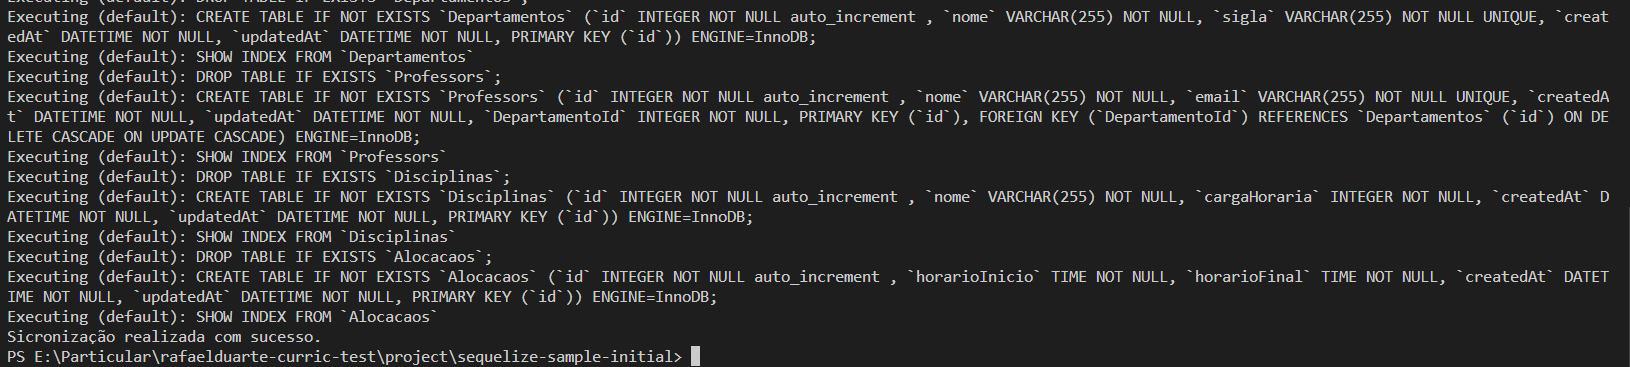 Executing (default): DROP TABLE IF EXISTS `Departamentos`;
Executing (default): CREATE TABLE IF NOT EXISTS `Departamentos` (`id` INTEGER NOT NULL auto_increment , `nome` VARCHAR(255) NOT NULL, `sigla` VARCHAR(255) NOT NULL UNIQUE, `creat
edAt` DATETIME NOT NULL, `updatedAt` DATETIME NOT NULL, PRIMARY KEY (`id`)) ENGINE=InnoDB;
Executing (default): SHOW INDEX FROM `Departamentos`
Executing (default): DROP TABLE IF EXISTS `Professors`;
Executing (default): CREATE TABLE IF NOT EXISTS `Professors` (`id` INTEGER NOT NULL auto_increment , `nome` VARCHAR(255) NOT NULL, `email` VARCHAR(255) NOT NULL UNIQUE, `createdA
t` DATETIME NOT NULL, `updatedAt` DATETIME NOT NULL, `DepartamentoId` INTEGER NOT NULL, PRIMARY KEY (`id`), FOREIGN KEY (`DepartamentoId`) REFERENCES `Departamentos` (`id`) ON DE
LETE CASCADE ON UPDATE CASCADE) ENGINE=InnoDB;
Executing (default): SHOW INDEX FROM `Professors`
Executing (default): DROP TABLE IF EXISTS `Disciplinas`;
Executing (default): CREATE TABLE IF NOT EXISTS `Disciplinas` (`id` INTEGER NOT NULL auto_increment , `nome` VARCHAR(255) NOT NULL, `cargaHoraria` INTEGER NOT NULL, `createdAt` D
ATETIME NOT NULL, `updatedAt` DATETIME NOT NULL, PRIMARY KEY (`id`)) ENGINE=InnoDB;
Executing (default): SHOW INDEX FROM `Disciplinas`
Executing (default): DROP TABLE IF EXISTS `Alocacaos`;
Executing (default): CREATE TABLE IF NOT EXISTS `Alocacaos` (`id` INTEGER NOT NULL auto_increment , `horarioInicio` TIME NOT NULL, `horarioFinal` TIME NOT NULL, `createdAt` DATET
IME NOT NULL, `updatedAt` DATETIME NOT NULL, PRIMARY KEY (`id`)) ENGINE=InnoDB;
Executing (default): SHOW INDEX FROM `Alocacaos`
Sicronização realizada com sucesso.
PS E:\Particular\rafaelduarte-curric-test\project\sequelize-sample-initial>